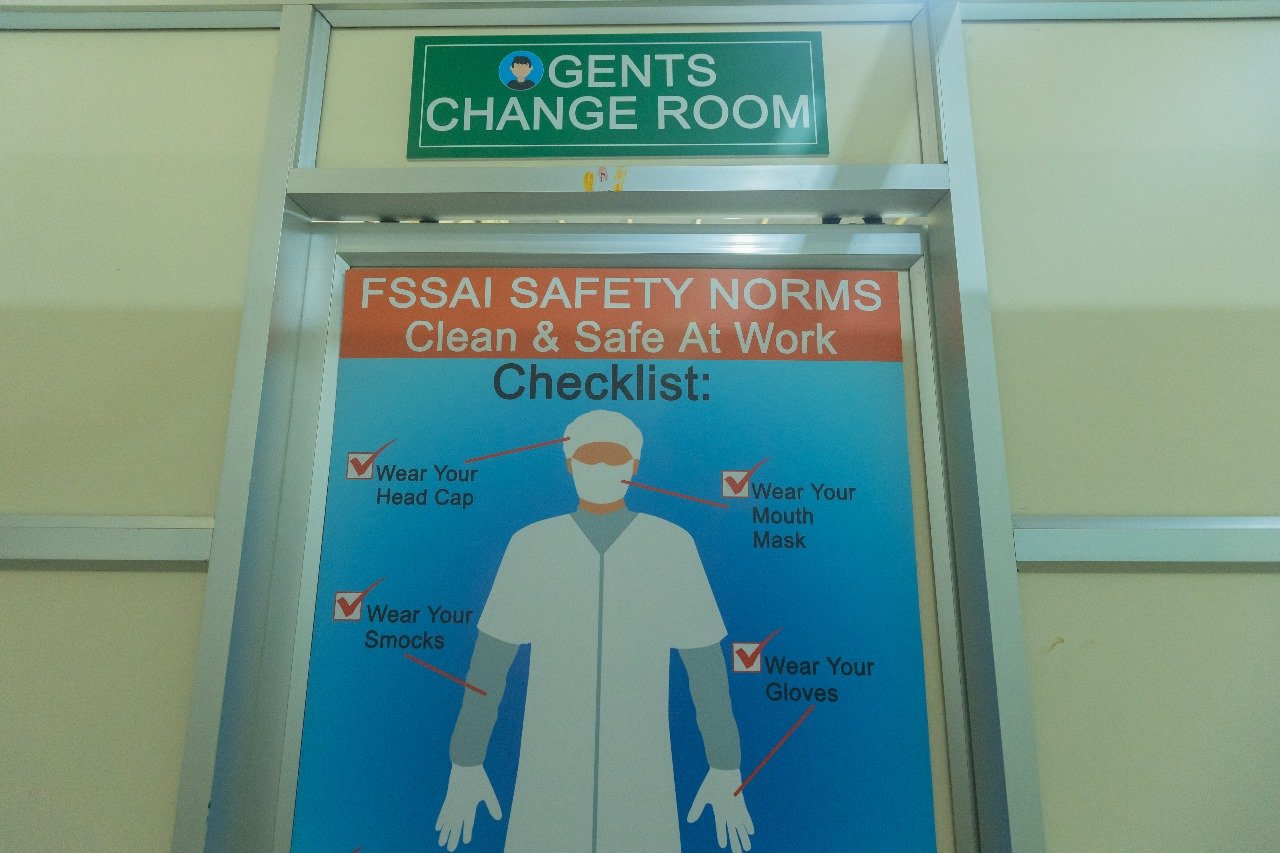 GENTS
CHANGE ROOM
FSSAI SAFETY NORMS
Clean & Safe At Work
Checklist:
Wear Your
Head Cap
Wear Your
Mouth
Mask
Wear Your
Smocks
Wear Your
Gloves